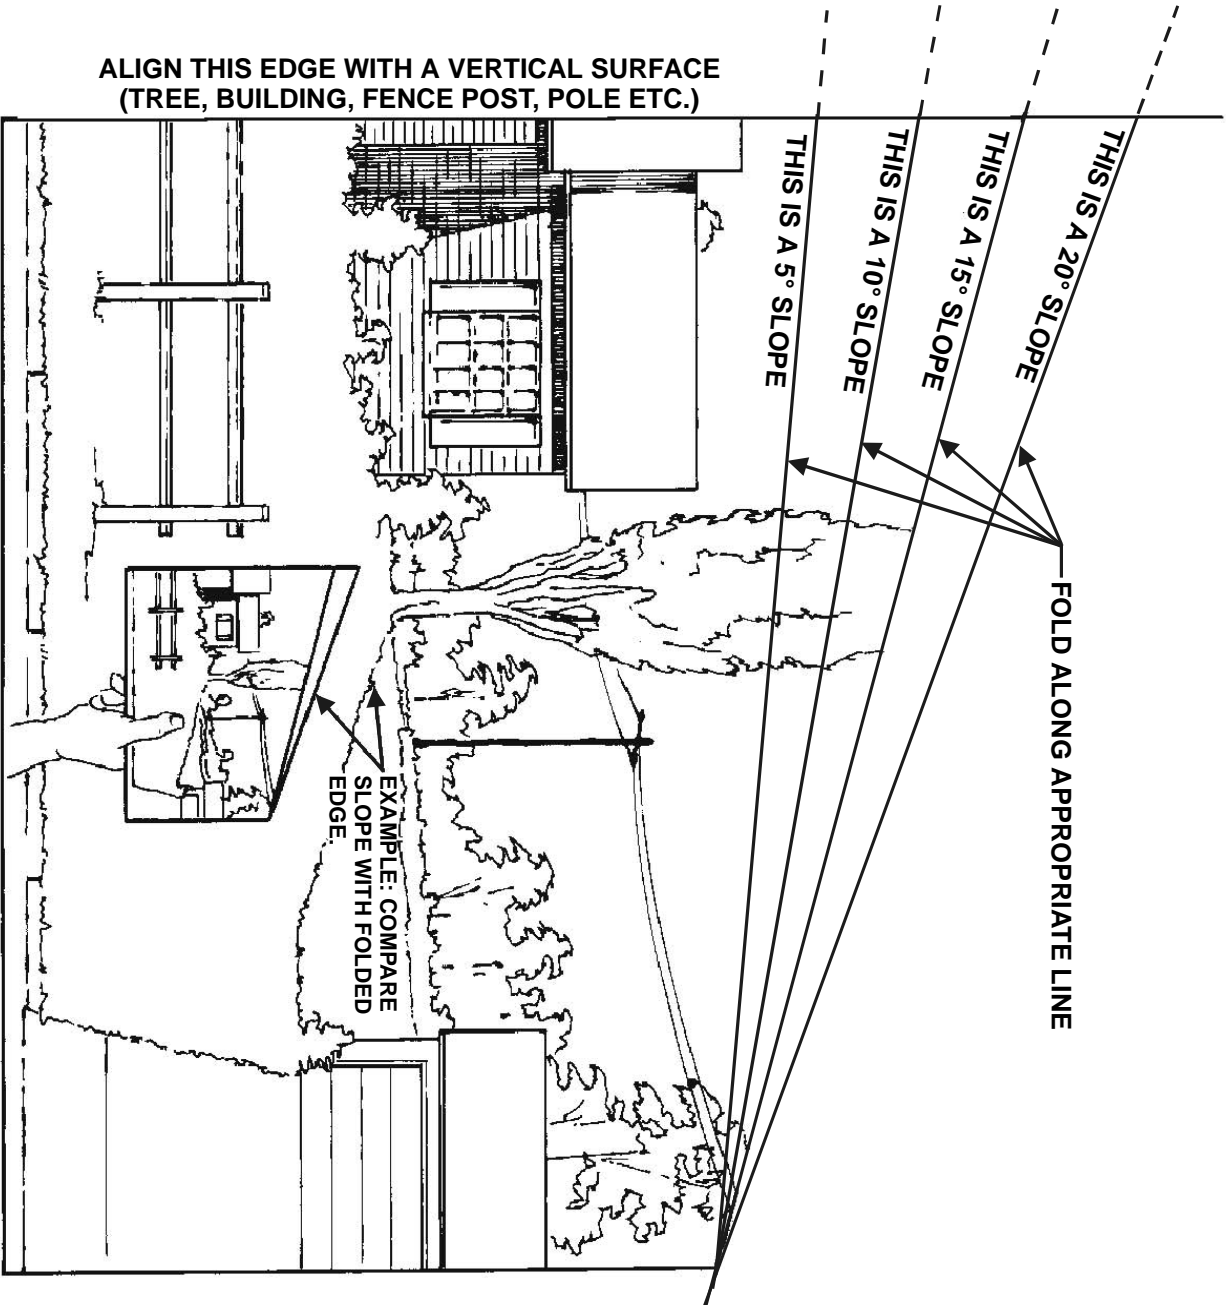 ALIGN THIS EDGE WITH A VERTICAL SURFACE
(TREE, BUILDING, FENCE POST, POLE ETC.)
THIS IS A 5° SLOPE
THIS IS A 10° SLOPE
THIS IS A 15° SLOPE
THIS IS A 20° SLOPE
FOLD ALONG APPROPRIATE LINE
EXAMPLE: COMPARE
SLOPE WITH FOLDED
EDGE.